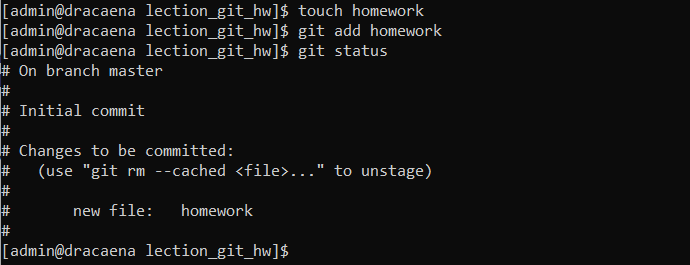 [admin@dracaena lection_git_hw]$ touch homework
[admin@dracaena lection_git_hw]$ git add homework
[admin@dracaena lection_git_hw]$ git status
# On branch master
#
# Initial commit
#
# Changes to be committed:
#   (use "git rm --cached <file>..." to unstage)
#
#       new file:   homework
#
[admin@dracaena lection_git_hw]$